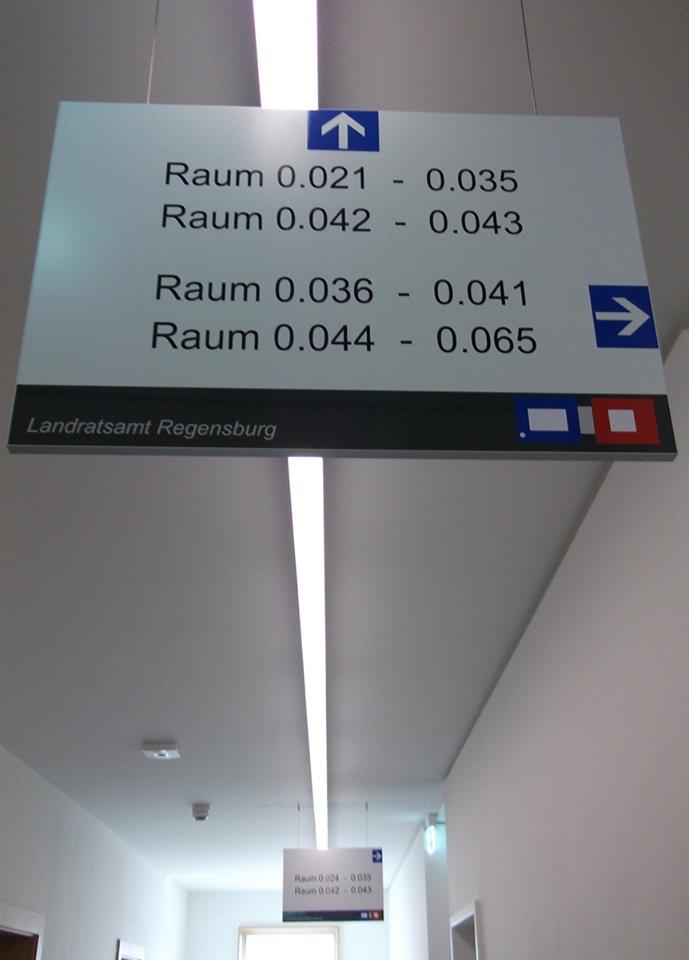 Raum 0.021 - 0.035
Raum 0.042 - 0.043
Raum 0.036 - 0.041
Raum 0.044 - 0.065
Landratsamt Regensburg
Raum 0.024 - 0.035
Raum 0.042 - 0.043